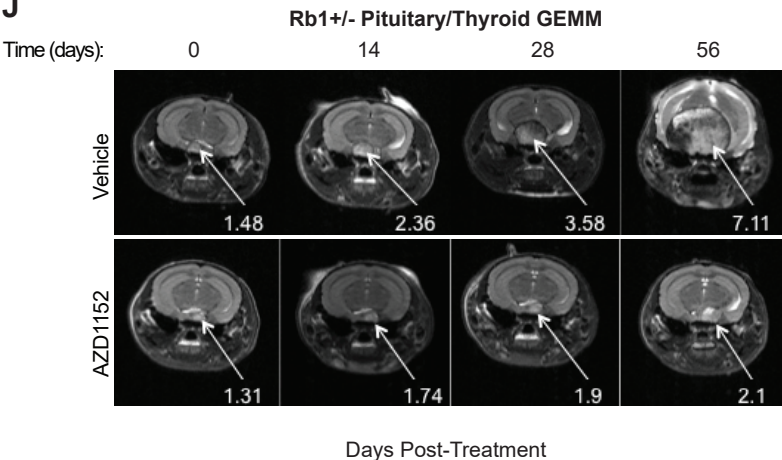 J
Rb1+/- Pituitary/Thyroid GEMM
Time (days): 0 14 28 56
Vehicle
1.48 2.36 3.58 7.11
AZD1152
1.31 1.74 1.9 2.1
Days Post-Treatment